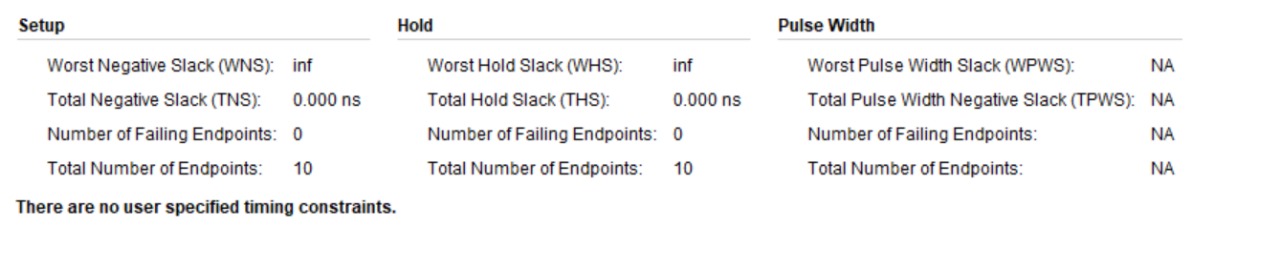 Setup Hold Pulse Width
Worst Negative Slack (WNS): inf Worst Hold Slack (WHS): inf Worst Pulse Width Slack (WPWS): NA
Total Negative Slack (TNS): 0.000 ns Total Hold Slack (THS): 0.000 ns Total Pulse Width Negative Slack (TPWS): NA
Number of Failing Endpoints: 0 Number of Failing Endpoints: 0 Number of Failing Endpoints: NA
Total Number of Endpoints: 10 Total Number of Endpoints: 10 Total Number of Endpoints: NA
There are no user specified timing constraints.